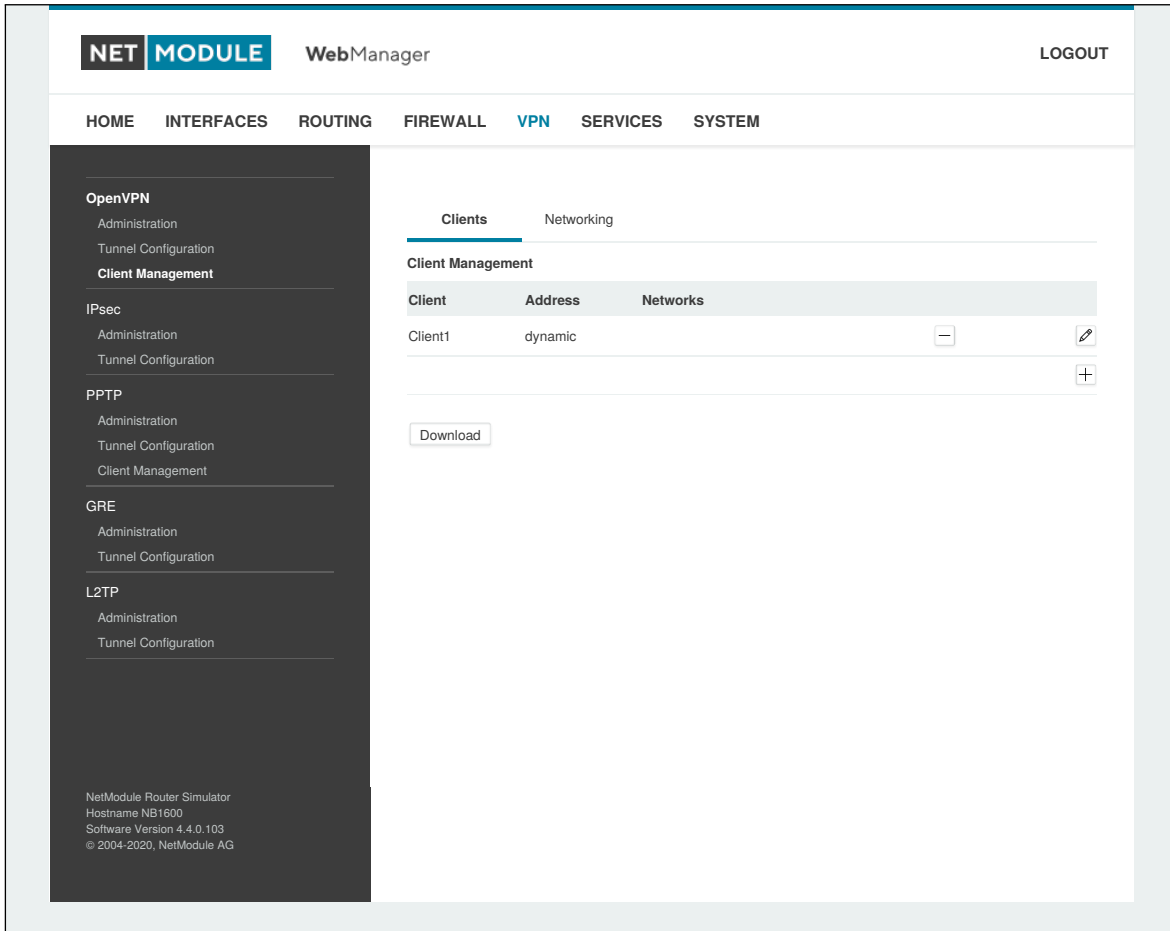 NET MODULE WebManager LOGOUT
HOME INTERFACES ROUTING FIREWALL VPN SERVICES SYSTEM
OpenVPN
Administration
Tunnel Configuration
Client Management
IPsec
Administration
Tunnel Configuration
PPTP
Administration
Tunnel Configuration
Client Management
GRE
Administration
Tunnel Configuration
L2TP
Administration
Tunnel Configuration
NetModule Router Simulator
Hostname NB1600
Software Version 4.4.0.103
© 2004-2020, NetModule AG
Clients Networking
Client Management
Client Address Networks
Client1 dynamic
Download